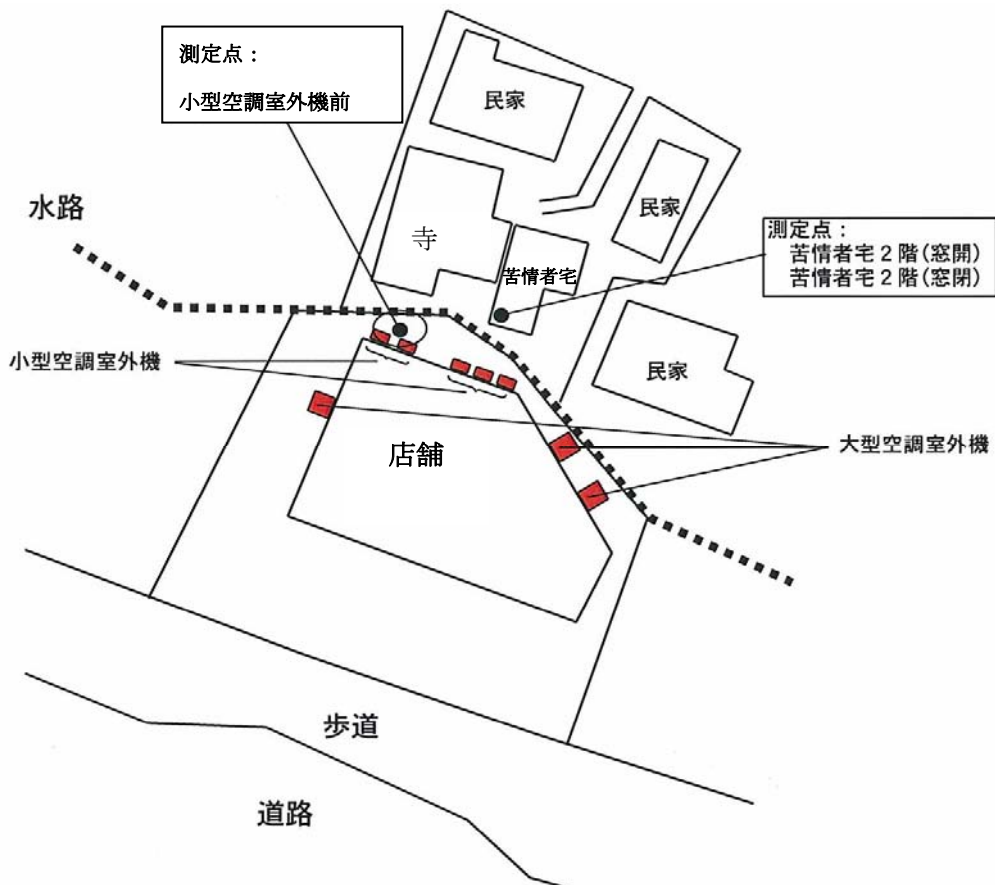 測定点：
小型空調室外機前
民家
水路
民家
寺
測定点：
苦情者宅２階(窓開)
苦情者宅２階(窓閉)
苦情者宅
小型空調室外機
民家
店舗
大型空調室外機
歩道
道路